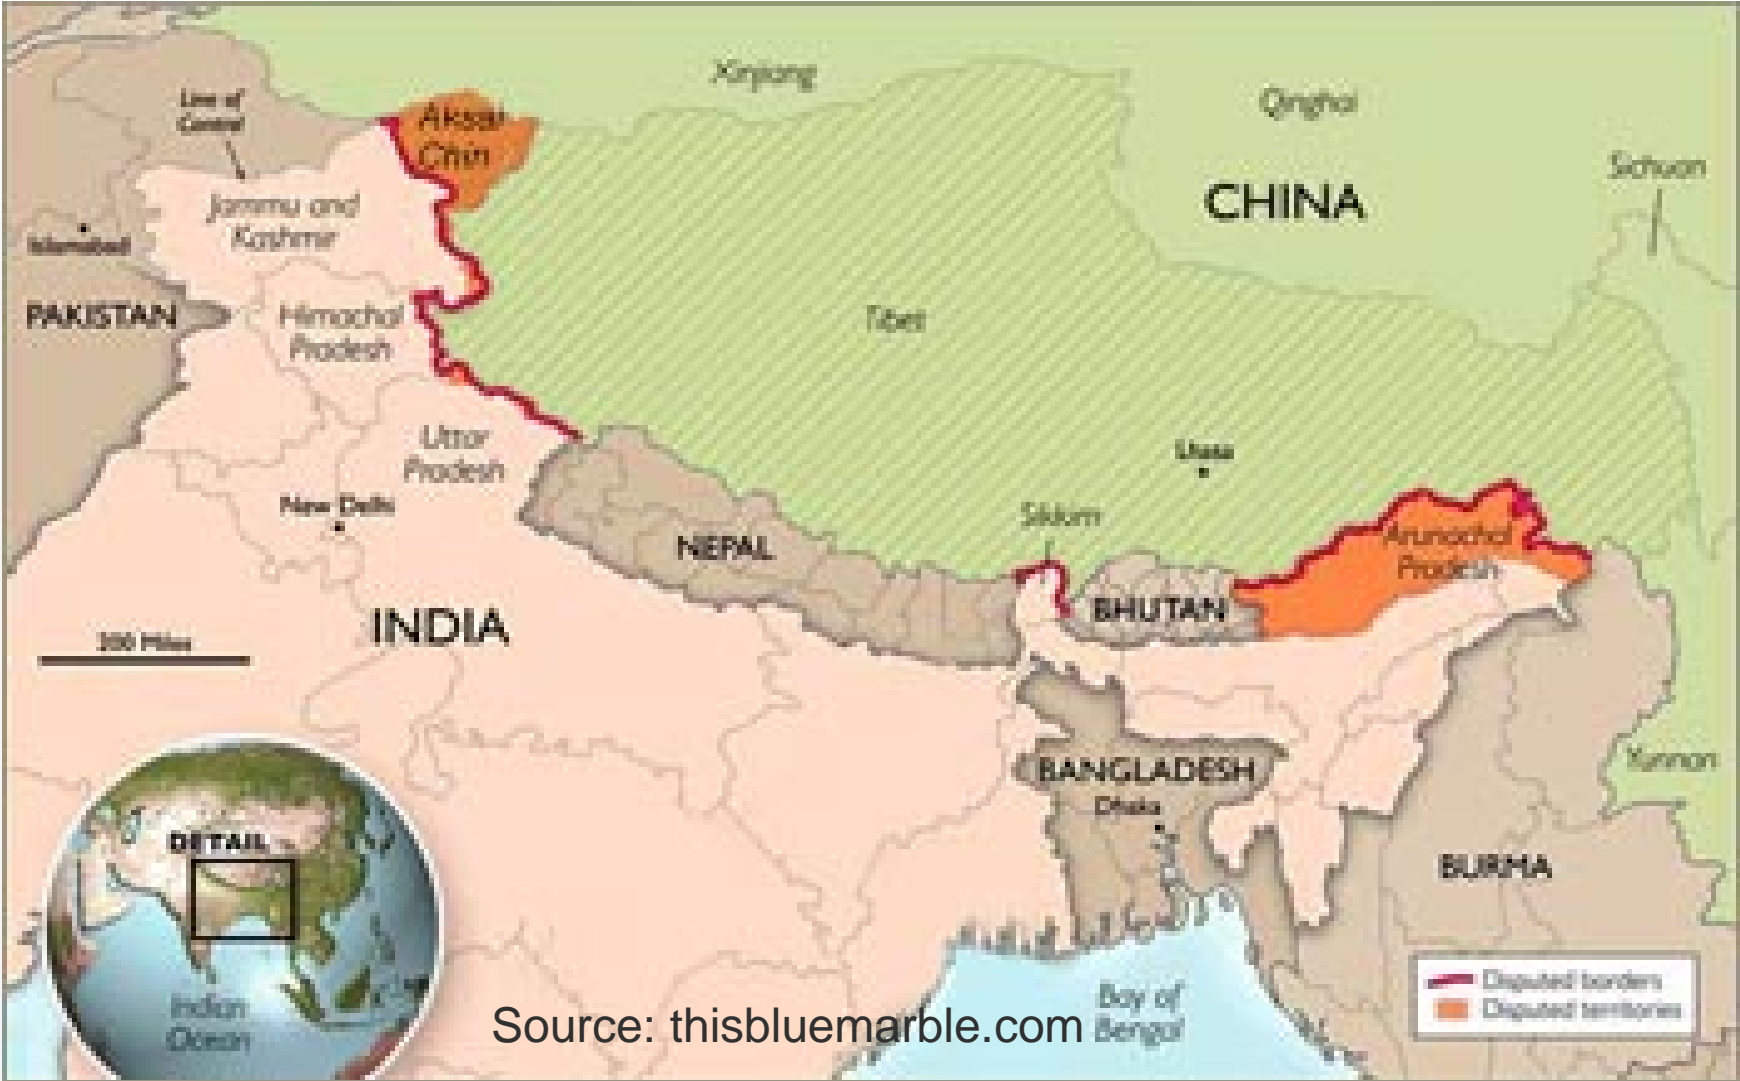 Xinjiang
Qinghai
Line of
Control
Aksai
Chin
Sichuan
CHINA
Jammu and
Kashmir
Islamabad
PAKISTAN
Himachal
Pradesh
Tibet
Uttar
Pradesh
Lhasa
New Delhi
Sikkim
NEPAL
Arunachal
Pradesh
BHUTAN
INDIA
200 Miles
BANGLADESH
Dhaka
Yunnan
DETAIL
BURMA
Indian
Ocean
Bay of
Bengal
Disputed borders
Disputed territories
Source: thisbluemarble.com